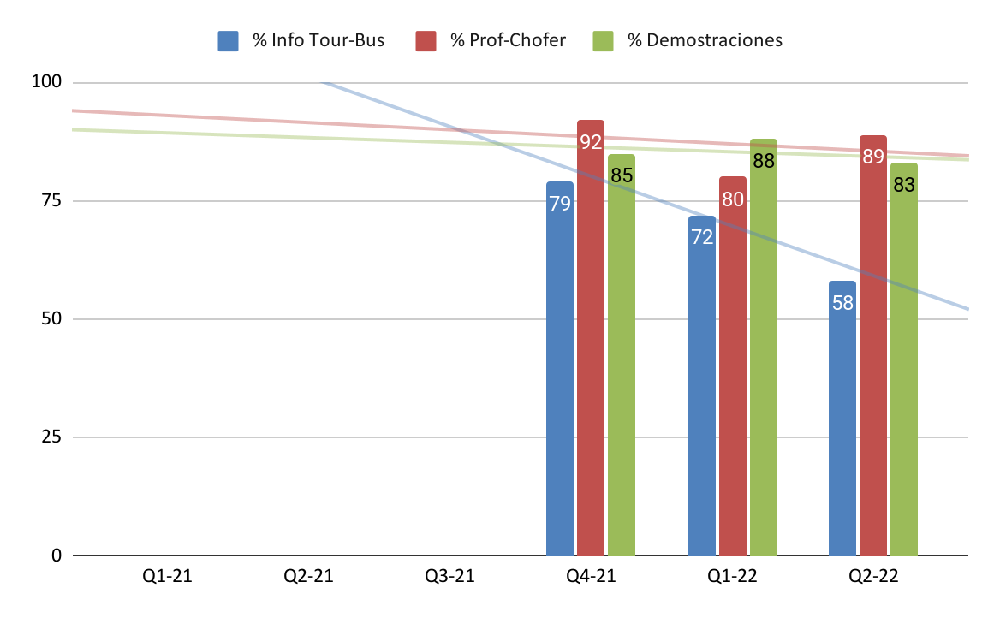 % Info Tour-Bus % Prof-Chofer % Demostraciones
100
75
50
25
0
79 92 85
72 80 88
58 89 83
Q1-21 Q2-21 Q3-21 Q4-21 Q1-22 Q2-22